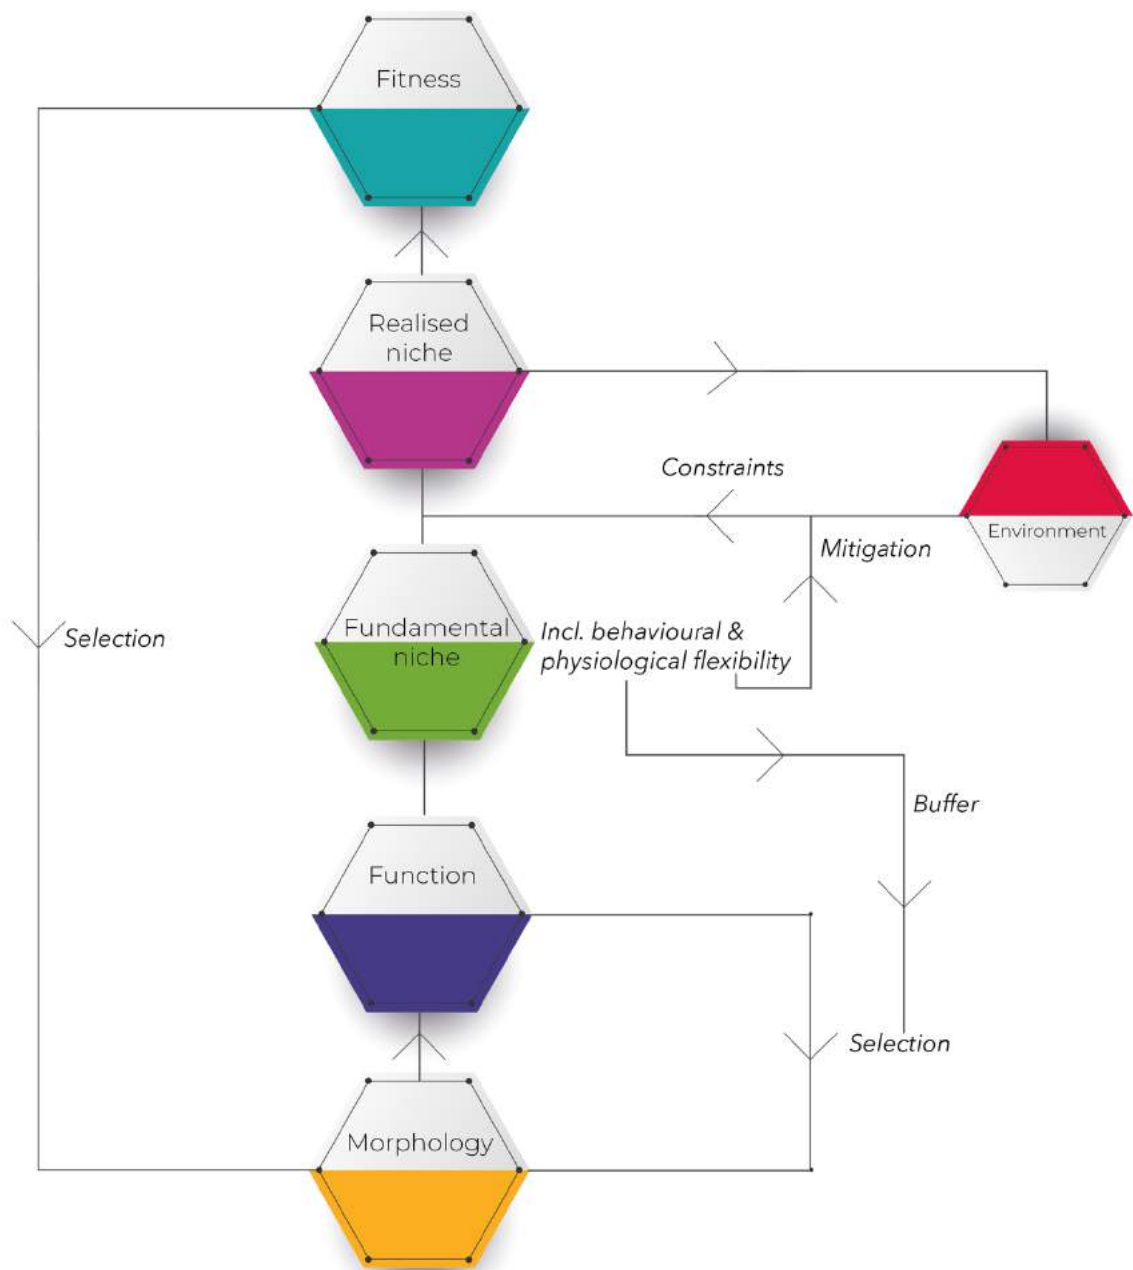 Fitness
Realised
niche
Constraints
Environment
Mitigation
Selection
Fundamental
niche
Incl. behavioural &
physiological flexibility
Buffer
Function
Selection
Morphology